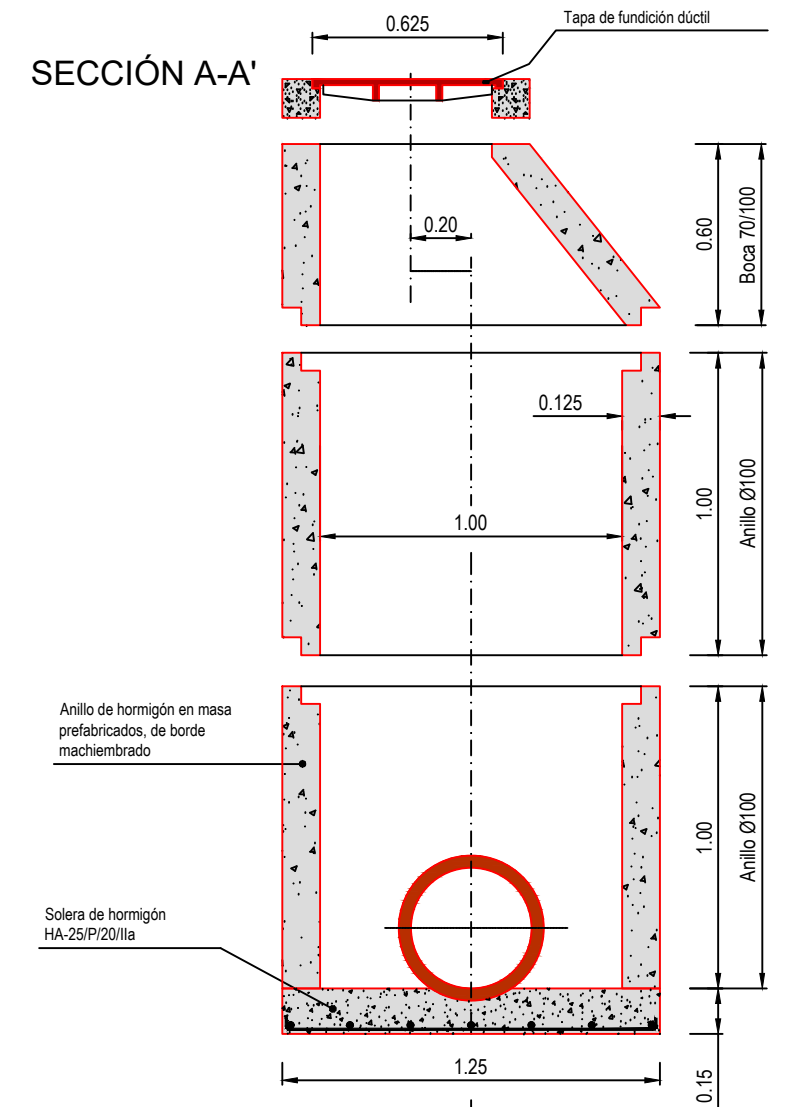 0.625
Tapa de fundición dúctil
SECCIÓN A-A'
0.20
0.60
Boca 70/100
0.125
1.00
1.00
Anillo Ø100
Anillo de hormigón en masa
prefabricados, de borde
machiembrado
1.00
Anillo Ø100
Solera de hormigón
HA-25/P/20/IIa
1.25
0.15